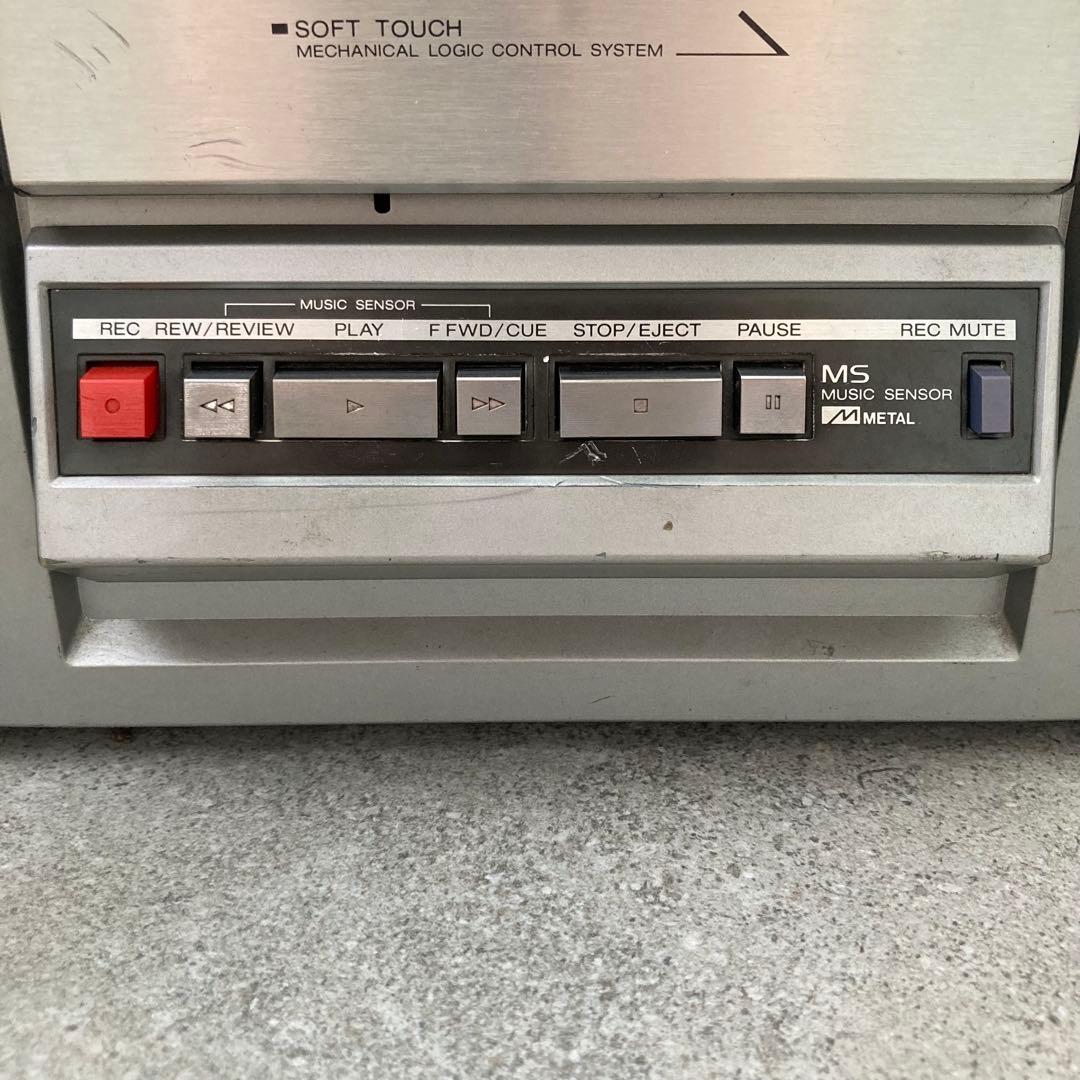 SOFT TOUCH
MECHANICAL LOGIC CONTROL SYSTEM
MUSIC SENSOR
REC REW/REVIEW PLAY F FWD/CUE STOP/EJECT PAUSE REC MUTE
MS
MUSIC SENSOR
METAL